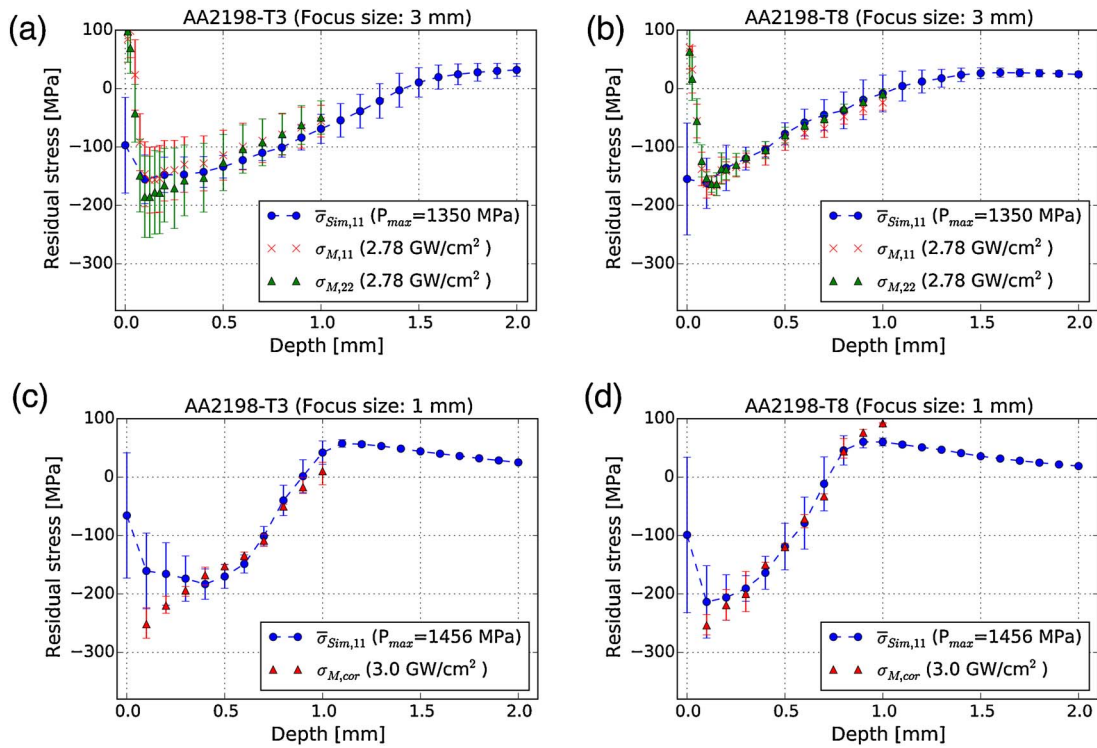 (a)
AA2198-T3 (Focus size: 3 mm)
Residual stress [MPa]
100
0
−100
−200
−300
σ̅Sim,11 (Pmax=1350 MPa)
σM,11 (2.78 GW/cm²)
σM,22 (2.78 GW/cm²)
0.0 0.5 1.0 1.5 2.0
Depth [mm]
(b)
AA2198-T8 (Focus size: 3 mm)
Residual stress [MPa]
100
0
−100
−200
−300
σ̅Sim,11 (Pmax=1350 MPa)
σM,11 (2.78 GW/cm²)
σM,22 (2.78 GW/cm²)
0.0 0.5 1.0 1.5 2.0
Depth [mm]
(c)
AA2198-T3 (Focus size: 1 mm)
Residual stress [MPa]
100
0
−100
−200
−300
σ̅Sim,11 (Pmax=1456 MPa)
σM,cor (3.0 GW/cm²)
0.0 0.5 1.0 1.5 2.0
Depth [mm]
(d)
AA2198-T8 (Focus size: 1 mm)
Residual stress [MPa]
100
0
−100
−200
−300
σ̅Sim,11 (Pmax=1456 MPa)
σM,cor (3.0 GW/cm²)
0.0 0.5 1.0 1.5 2.0
Depth [mm]